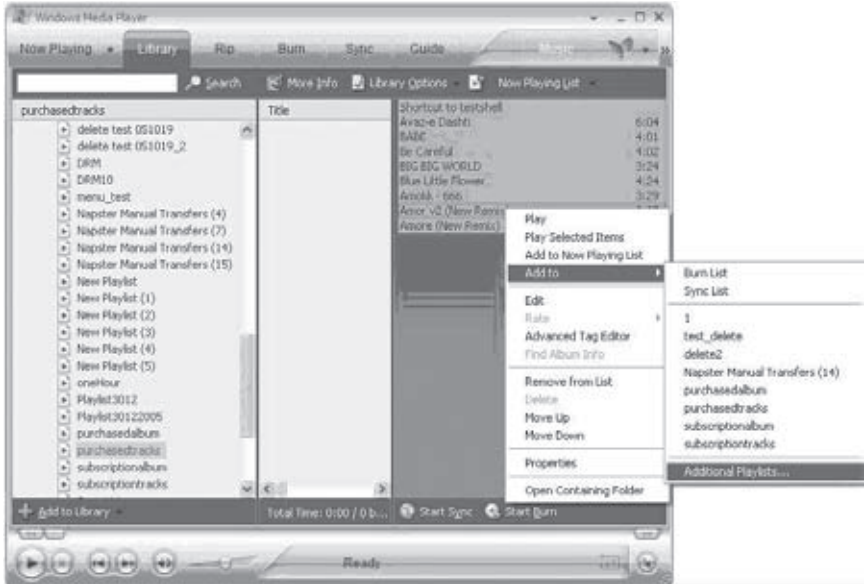 Windows Media Player
Now Playing
Library
Rip
Burn
Sync
Guide
Music
Search
More Info
Library Options
Now Playing List
purchasedtracks
delete test 051019
delete test 051019_2
DRM
DRM10
menu_test
Napster Manual Transfers (4)
Napster Manual Transfers (7)
Napster Manual Transfers (14)
Napster Manual Transfers (15)
New Playlist
New Playlist (1)
New Playlist (2)
New Playlist (3)
New Playlist (4)
New Playlist (5)
oneHour
Playlist3012
Playlist30122005
purchasedalbum
purchasedtracks
subscriptionalbum
subscriptiontracks
Add to Library
Title
Total Time: 0:00 / 0 b...
Shortcut to testshell
Avaz-e Dashti 6:04
BABE 4:01
Be Careful 4:02
BIG BIG WORLD 3:24
Blue Little Flower 4:24
Amokk - 666 3:29
Amor v2 (New Remix)
Amore (New Remix)
Start Sync
Start Burn
Play
Play Selected Items
Add to Now Playing List
Add to
Edit
Rate
Advanced Tag Editor
Find Album Info
Remove from List
Delete
Move Up
Move Down
Properties
Open Containing Folder
Burn List
Sync List
1
test_delete
delete2
Napster Manual Transfers (14)
purchasedalbum
purchasedtracks
subscriptionalbum
subscriptiontracks
Additional Playlists...
Ready